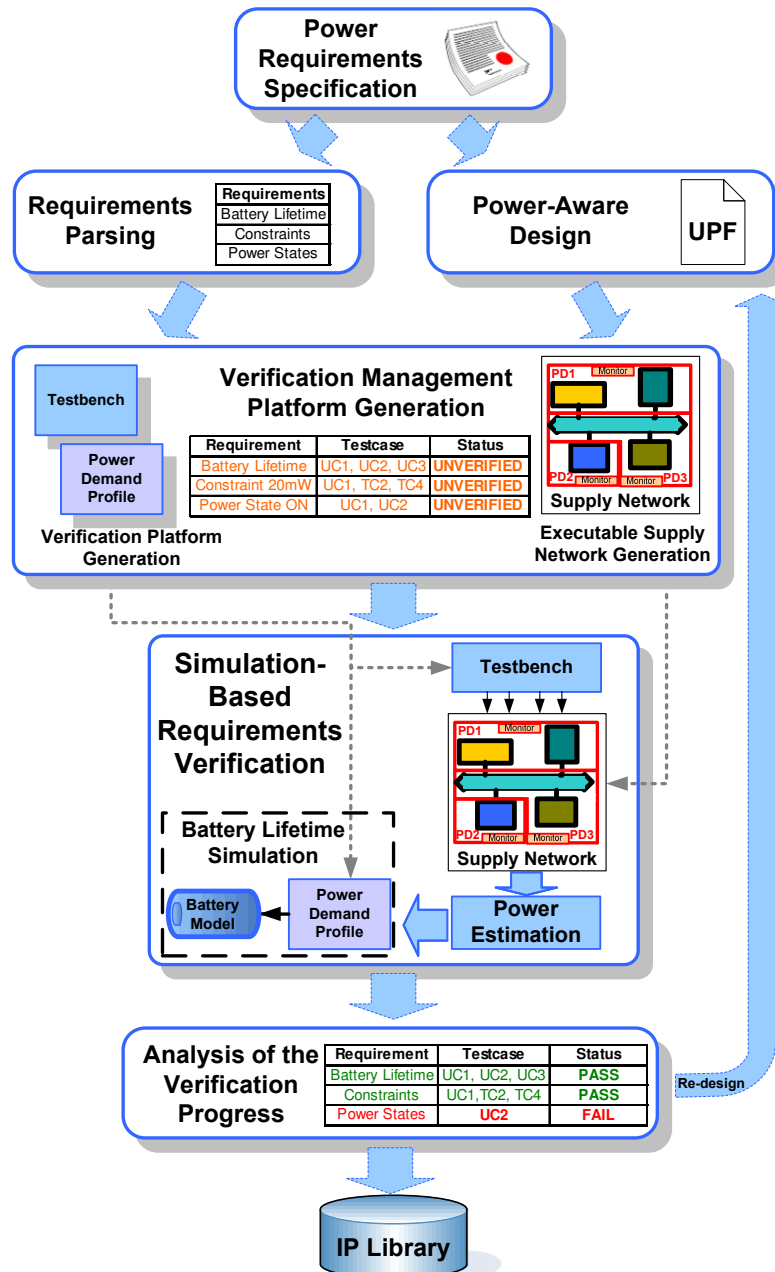 Power
Requirements
Specification
Requirements
Parsing
Requirements
Battery Lifetime
Constraints
Power States
Power-Aware
Design
UPF
Verification Management
Platform Generation
Testbench
Power
Demand
Profile
Verification Platform
Generation
Requirement Testcase Status
Battery Lifetime UC1, UC2, UC3 UNVERIFIED
Constraint 20mW UC1, TC2, TC4 UNVERIFIED
Power State ON UC1, UC2 UNVERIFIED
PD1 Monitor
PD2 Monitor Monitor PD3
Supply Network
Executable Supply
Network Generation
Simulation-
Based
Requirements
Verification
Testbench
PD1 Monitor
PD2 Monitor Monitor PD3
Supply Network
Battery Lifetime
Simulation
Battery
Model
Power
Demand
Profile
Power
Estimation
Analysis of the
Verification
Progress
Requirement Testcase Status
Battery Lifetime UC1, UC2, UC3 PASS
Constraints UC1,TC2, TC4 PASS
Power States UC2 FAIL
Re-design
IP Library